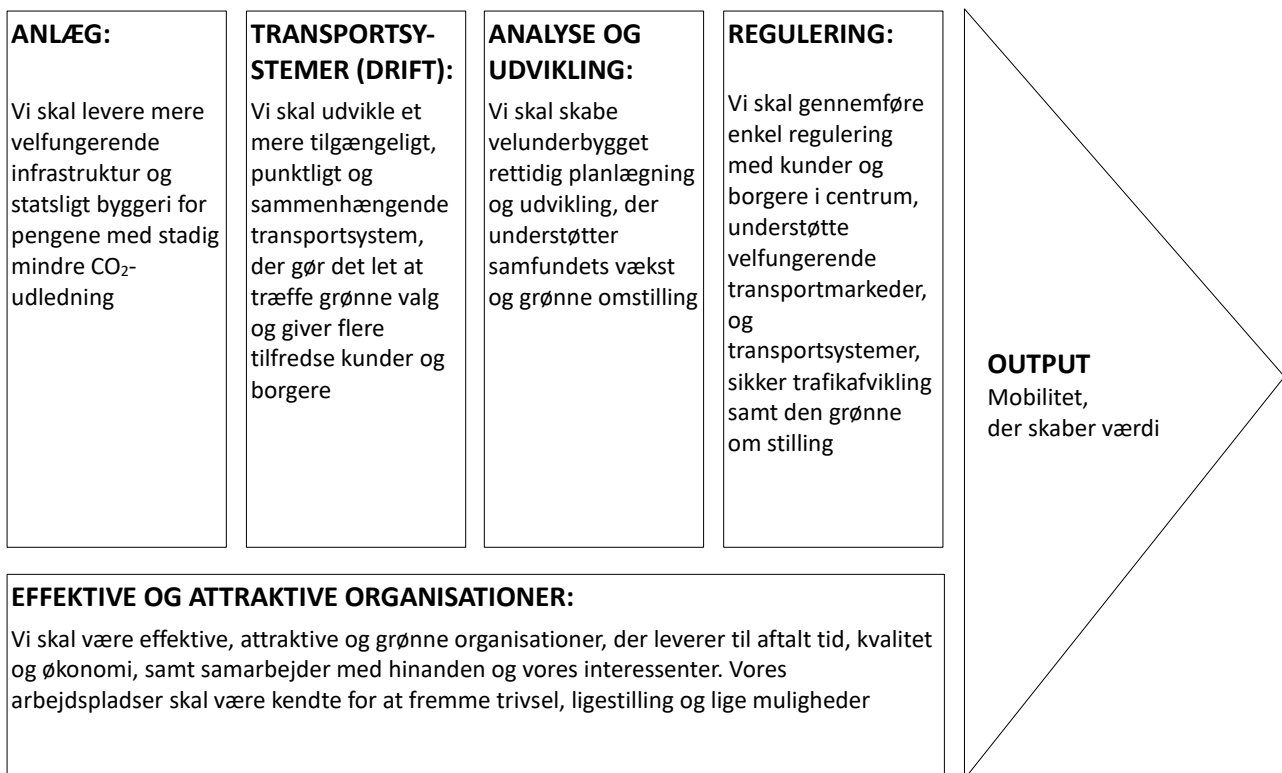 ANLÆG:
Vi skal levere mere
velfungerende
infrastruktur og
statsligt byggeri for
pengene med stadig
mindre CO₂-
udledning
TRANSPORTSY-
STEMER (DRIFT):
Vi skal udvikle et
mere tilgængeligt,
punktligt og
sammenhængende
transportsystem,
der gør det let at
træffe grønne valg
og giver flere
tilfredse kunder og
borgere
ANALYSE OG
UDVIKLING:
Vi skal skabe
velunderbygget
rettidig planlægning
og udvikling, der
understøtter
samfundets vækst
og grønne omstilling
REGULERING:
Vi skal gennemføre
enkel regulering
med kunder og
borgere i centrum,
understøtte
velfungerende
transportmarkeder,
og
transportsystemer,
sikker trafikafvikling
samt den grønne
om stilling
OUTPUT
Mobilitet,
der skaber værdi
EFFEKTIVE OG ATTRAKTIVE ORGANISATIONER:
Vi skal være effektive, attraktive og grønne organisationer, der leverer til aftalt tid, kvalitet
og økonomi, samt samarbejder med hinanden og vores interessenter. Vores
arbejdspladser skal være kendte for at fremme trivsel, ligestilling og lige muligheder